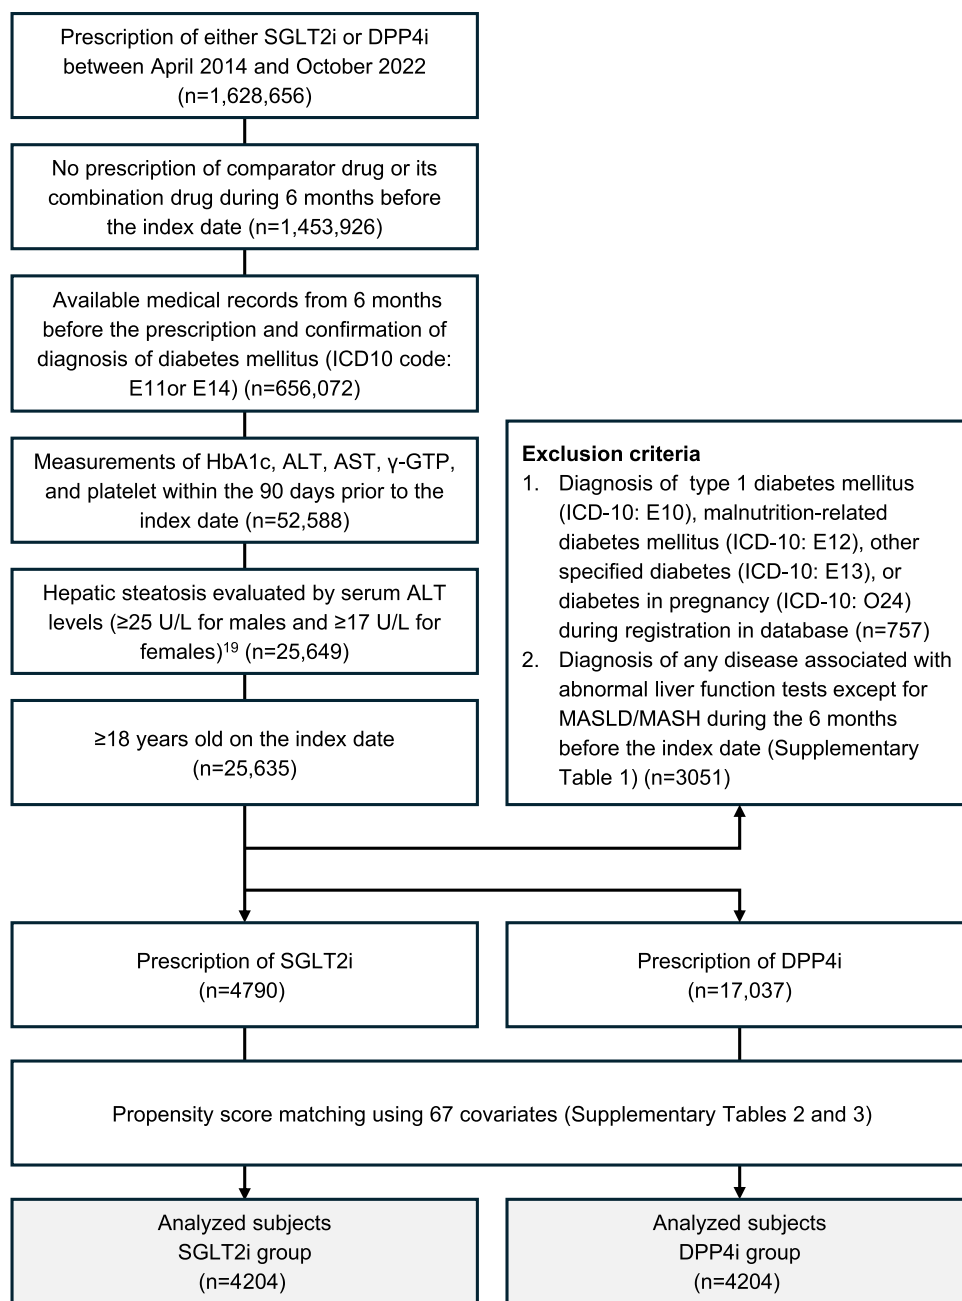 Prescription of either SGLT2i or DPP4i
between April 2014 and October 2022
(n=1,628,656)
No prescription of comparator drug or its
combination drug during 6 months before
the index date (n=1,453,926)
Available medical records from 6 months
before the prescription and confirmation of
diagnosis of diabetes mellitus (ICD10 code:
E11or E14) (n=656,072)
Measurements of HbA1c, ALT, AST, γ-GTP,
and platelet within the 90 days prior to the
index date (n=52,588)
Hepatic steatosis evaluated by serum ALT
levels (≥25 U/L for males and ≥17 U/L for
females)¹⁹ (n=25,649)
≥18 years old on the index date
(n=25,635)
Exclusion criteria
1. Diagnosis of type 1 diabetes mellitus
(ICD-10: E10), malnutrition-related
diabetes mellitus (ICD-10: E12), other
specified diabetes (ICD-10: E13), or
diabetes in pregnancy (ICD-10: O24)
during registration in database (n=757)
2. Diagnosis of any disease associated with
abnormal liver function tests except for
MASLD/MASH during the 6 months
before the index date (Supplementary
Table 1) (n=3051)
Prescription of SGLT2i
(n=4790)
Prescription of DPP4i
(n=17,037)
Propensity score matching using 67 covariates (Supplementary Tables 2 and 3)
Analyzed subjects
SGLT2i group
(n=4204)
Analyzed subjects
DPP4i group
(n=4204)